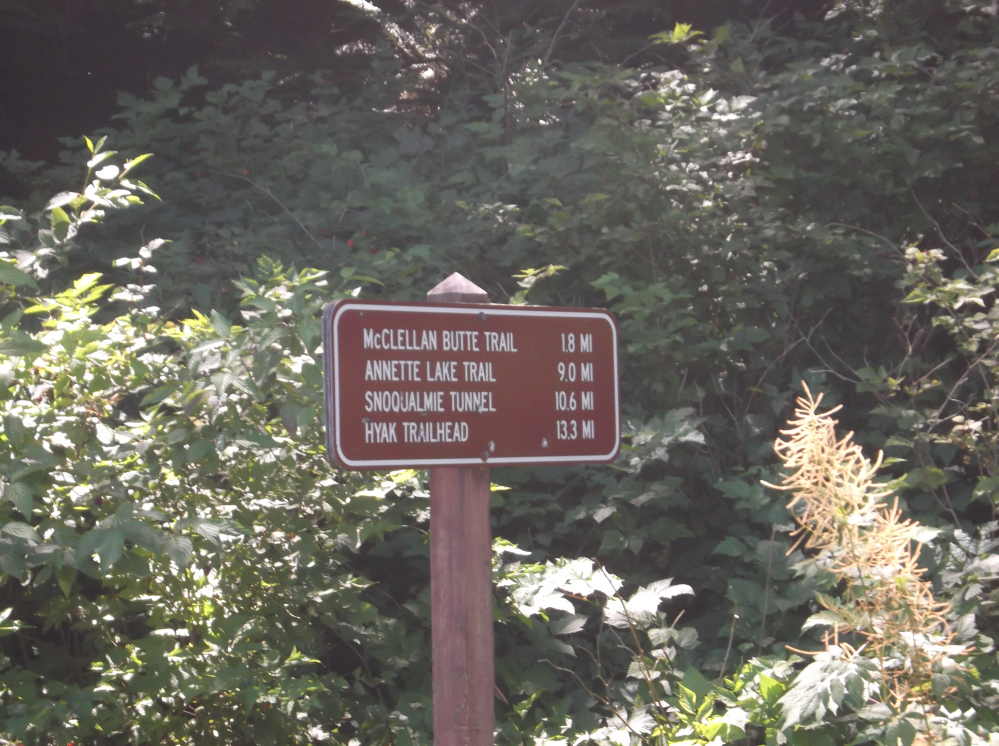 McCLELLAN BUTTE TRAIL 1.8 MI
ANNETTE LAKE TRAIL 9.0 MI
SNOQUALMIE TUNNEL 10.6 MI
HYAK TRAILHEAD 13.3 MI